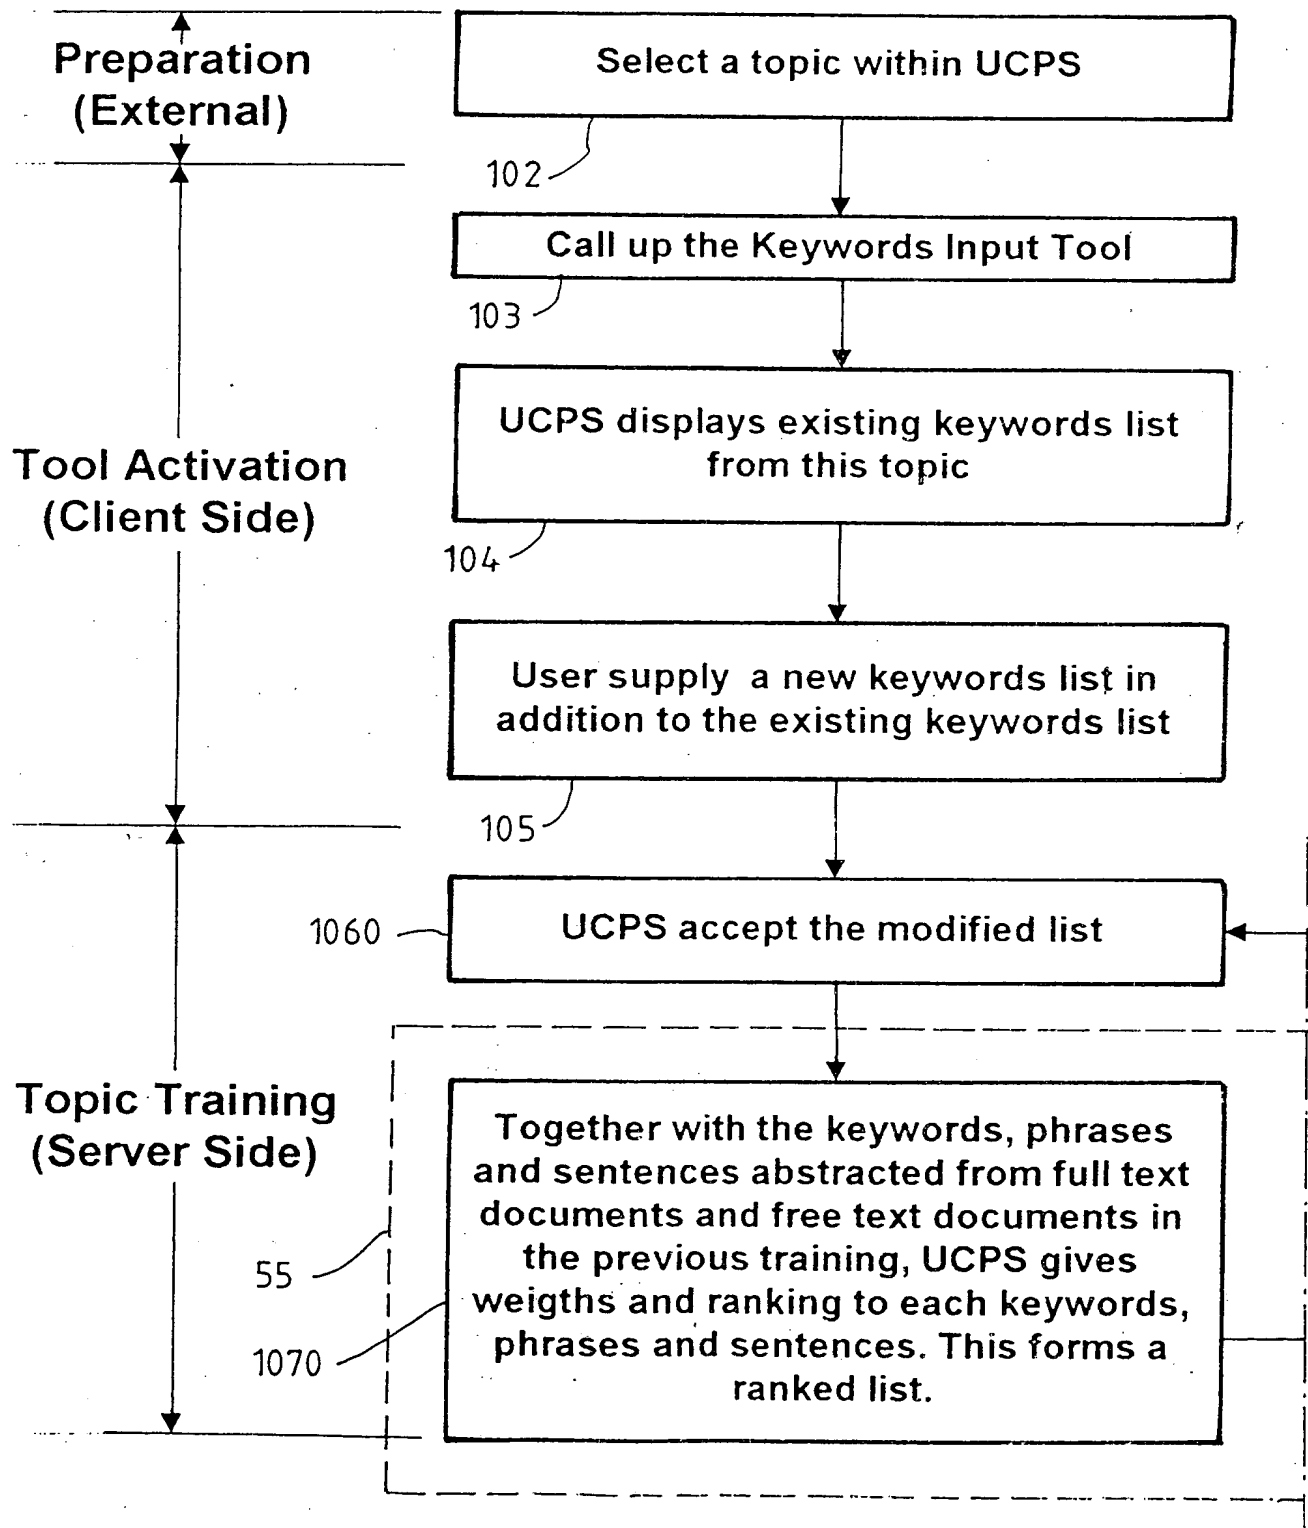 Preparation
(External)
Select a topic within UCPS
102
Call up the Keywords Input Tool
103
Tool Activation
(Client Side)
UCPS displays existing keywords list
from this topic
104
User supply a new keywords list in
addition to the existing keywords list
105
1060
UCPS accept the modified list
Topic Training
(Server Side)
Together with the keywords, phrases
and sentences abstracted from full text
documents and free text documents in
the previous training, UCPS gives
weigths and ranking to each keywords,
phrases and sentences. This forms a
ranked list.
55
1070